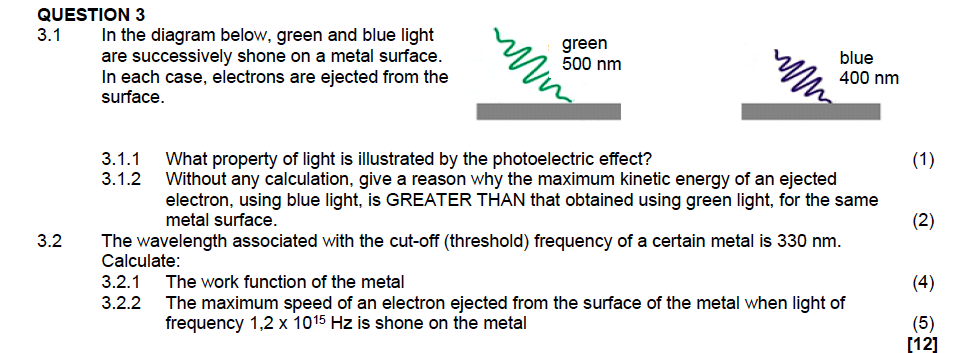 QUESTION 3
3.1 In the diagram below, green and blue light
are successively shone on a metal surface.
In each case, electrons are ejected from the
surface.
green
500 nm
blue
400 nm
3.1.1 What property of light is illustrated by the photoelectric effect? (1)
3.1.2 Without any calculation, give a reason why the maximum kinetic energy of an ejected
electron, using blue light, is GREATER THAN that obtained using green light, for the same
metal surface. (2)
3.2 The wavelength associated with the cut-off (threshold) frequency of a certain metal is 330 nm.
Calculate:
3.2.1 The work function of the metal (4)
3.2.2 The maximum speed of an electron ejected from the surface of the metal when light of
frequency 1,2 x 10¹⁵ Hz is shone on the metal (5)
[12]